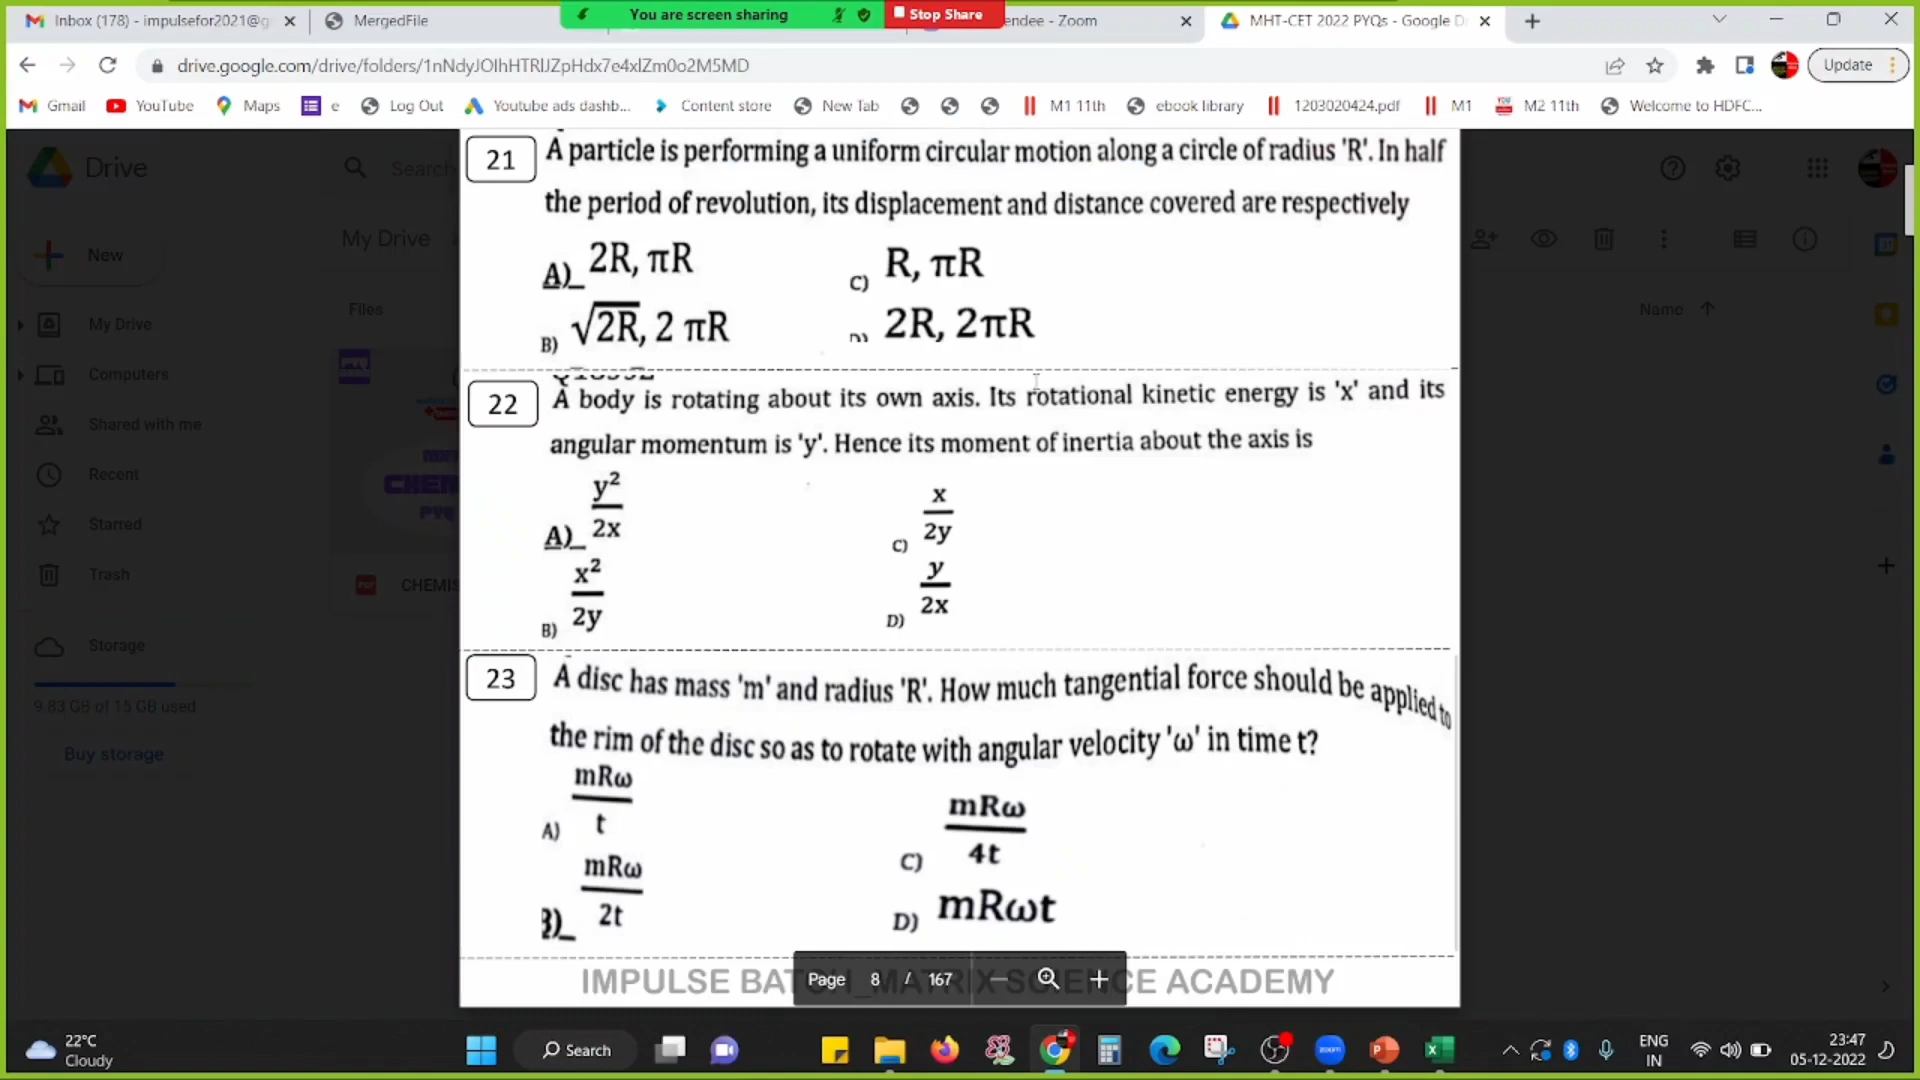 Inbox (178) - impulsefor2021@g
MergedFile
You are screen sharing
Stop Share
endee - Zoom
MHT-CET 2022 PYQs - Google D
drive.google.com/drive/folders/1nNdyJOlhHTRlJZpHdx7e4xlZm0o2M5MD
Update
Gmail
YouTube
Maps
e
Log Out
Youtube ads dashb...
Content store
New Tab
M1 11th
ebook library
1203020424.pdf
M1
M2 11th
Welcome to HDFC...
Drive
Search
New
My Drive
Files
Name
My Drive
Computers
Shared with me
Recent
Starred
Trash
CHEMIS
Storage
9.83 GB of 15 GB used
Buy storage
21 A particle is performing a uniform circular motion along a circle of radius 'R'. In half
the period of revolution, its displacement and distance covered are respectively
A) 2R, πR C) R, πR
B) √2R, 2 πR D) 2R, 2πR
22 A body is rotating about its own axis. Its rotational kinetic energy is 'x' and its
angular momentum is 'y'. Hence its moment of inertia about the axis is
A) y²/2x C) x/2y
B) x²/2y D) y/2x
23 A disc has mass 'm' and radius 'R'. How much tangential force should be applied to
the rim of the disc so as to rotate with angular velocity 'ω' in time t?
A) mRω/t C) mRω/4t
B) mRω/2t D) mRωt
IMPULSE BATCH_MATRIX SCIENCE ACADEMY
Page 8 / 167
22°C
Cloudy
Search
ENG
IN
23:47
05-12-2022